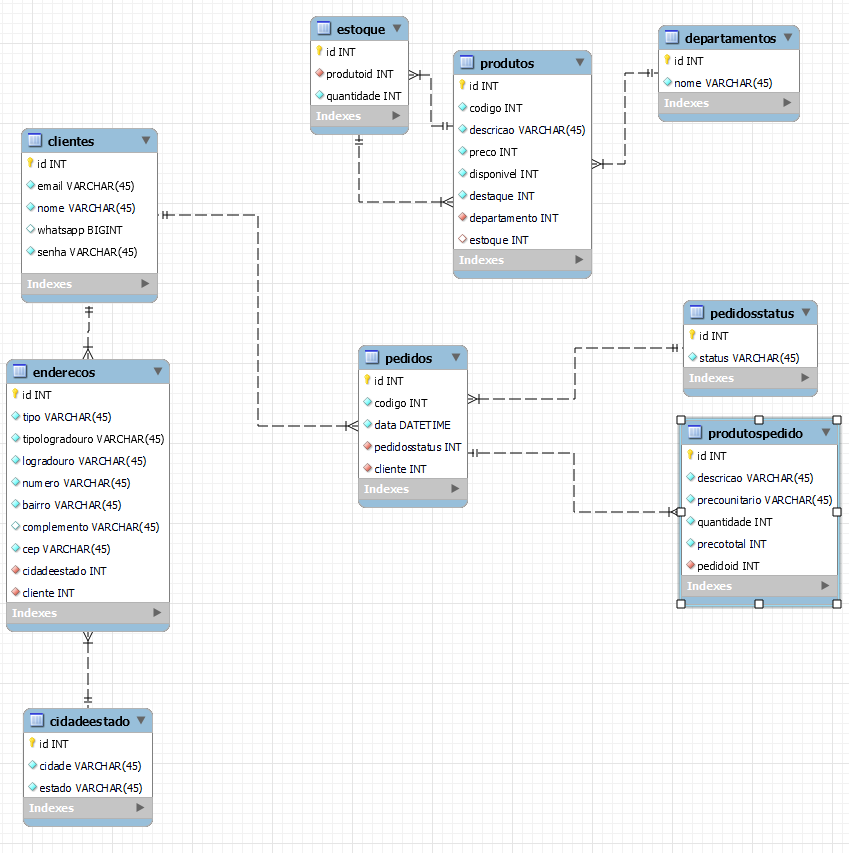 estoque
id INT
produtoid INT
quantidade INT
Indexes
produtos
id INT
codigo INT
descricao VARCHAR(45)
preco INT
disponivel INT
destaque INT
departamento INT
estoque INT
Indexes
departamentos
id INT
nome VARCHAR(45)
Indexes
clientes
id INT
email VARCHAR(45)
nome VARCHAR(45)
whatsapp BIGINT
senha VARCHAR(45)
Indexes
enderecos
id INT
tipo VARCHAR(45)
tipologradouro VARCHAR(45)
logradouro VARCHAR(45)
numero VARCHAR(45)
bairro VARCHAR(45)
complemento VARCHAR(45)
cep VARCHAR(45)
cidadeestado INT
cliente INT
Indexes
pedidos
id INT
codigo INT
data DATETIME
pedidosstatus INT
cliente INT
Indexes
pedidosstatus
id INT
status VARCHAR(45)
Indexes
produtospedido
id INT
descricao VARCHAR(45)
precounitario VARCHAR(45)
quantidade INT
precototal INT
pedidoid INT
Indexes
cidadeestado
id INT
cidade VARCHAR(45)
estado VARCHAR(45)
Indexes